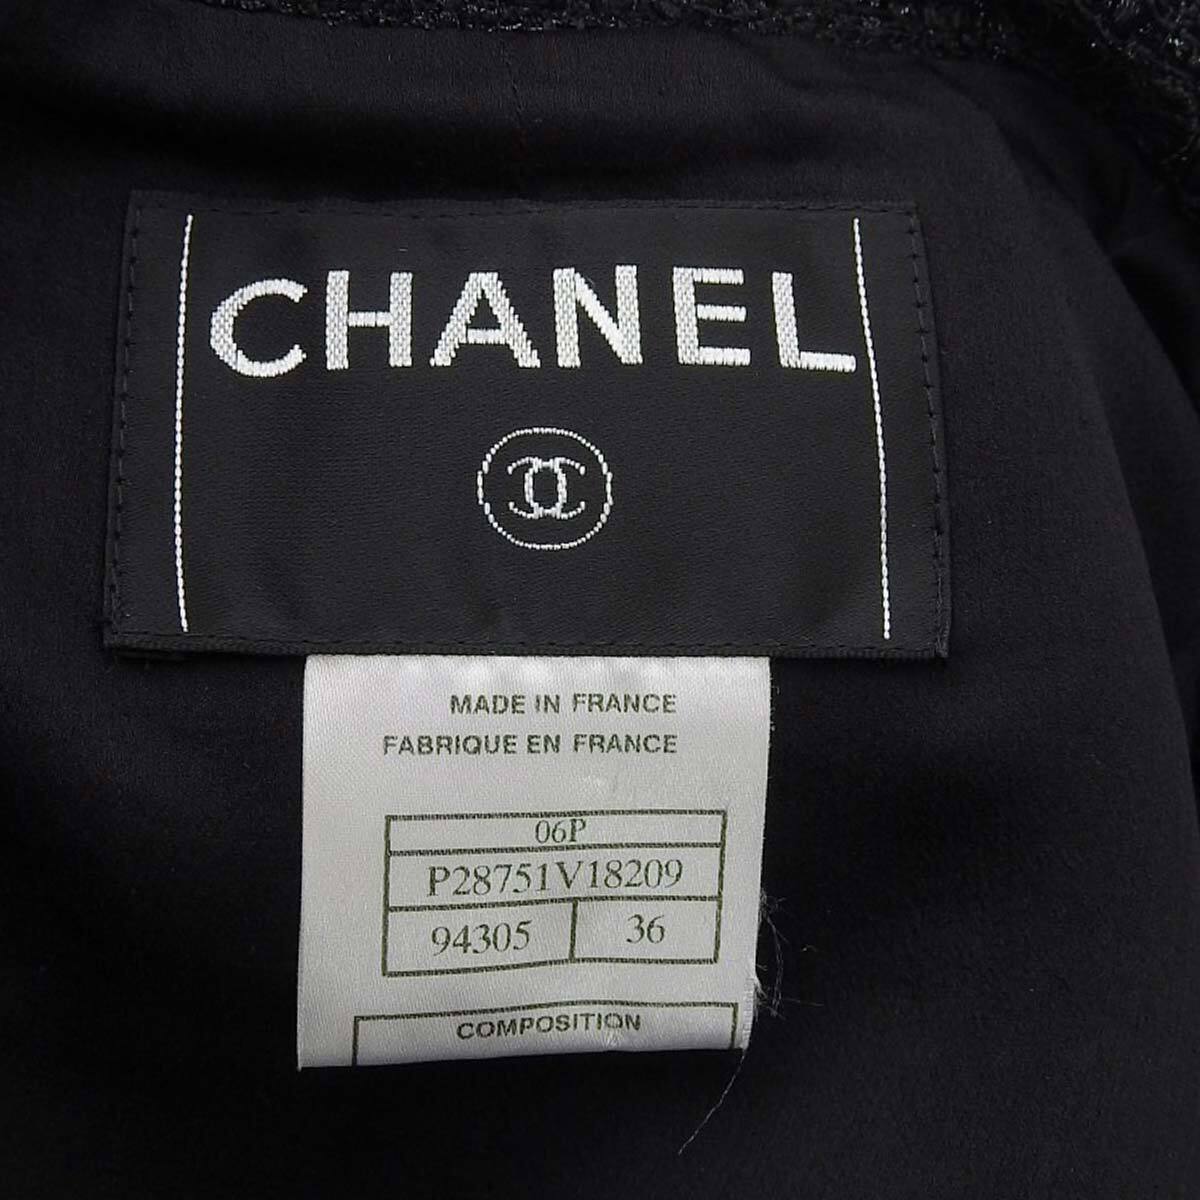 CHANEL
MADE IN FRANCE
FABRIQUE EN FRANCE
06P
P28751V18209
94305 36
COMPOSITION